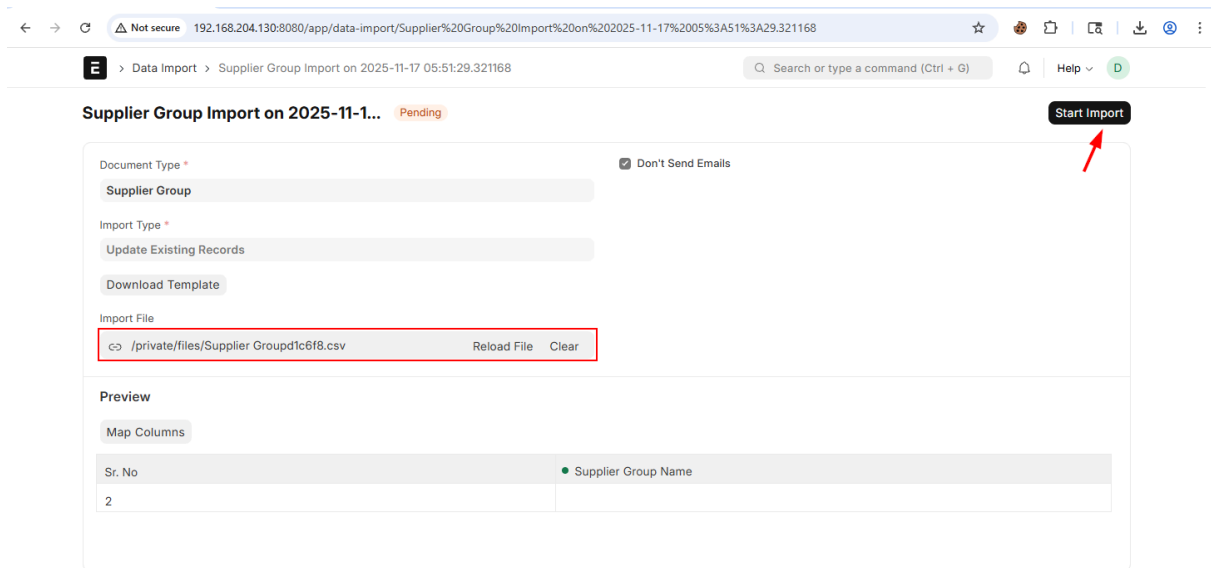 Not secure 192.168.204.130:8080/app/data-import/Supplier%20Group%20Import%20on%202025-11-17%2005%3A51%3A29.321168
E > Data Import > Supplier Group Import on 2025-11-17 05:51:29.321168 Search or type a command (Ctrl + G) Help D
Supplier Group Import on 2025-11-1... Pending Start Import
Document Type * Don't Send Emails
Supplier Group
Import Type *
Update Existing Records
Download Template
Import File
/private/files/Supplier Groupd1c6f8.csv Reload File Clear
Preview
Map Columns
Sr. No Supplier Group Name
2